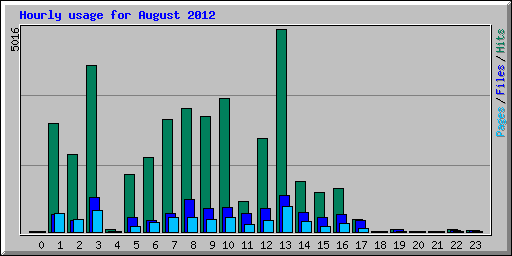 Hourly usage for August 2012
5016
Pages/Files/Hits
0 1 2 3 4 5 6 7 8 9 10 11 12 13 14 15 16 17 18 19 20 21 22 23